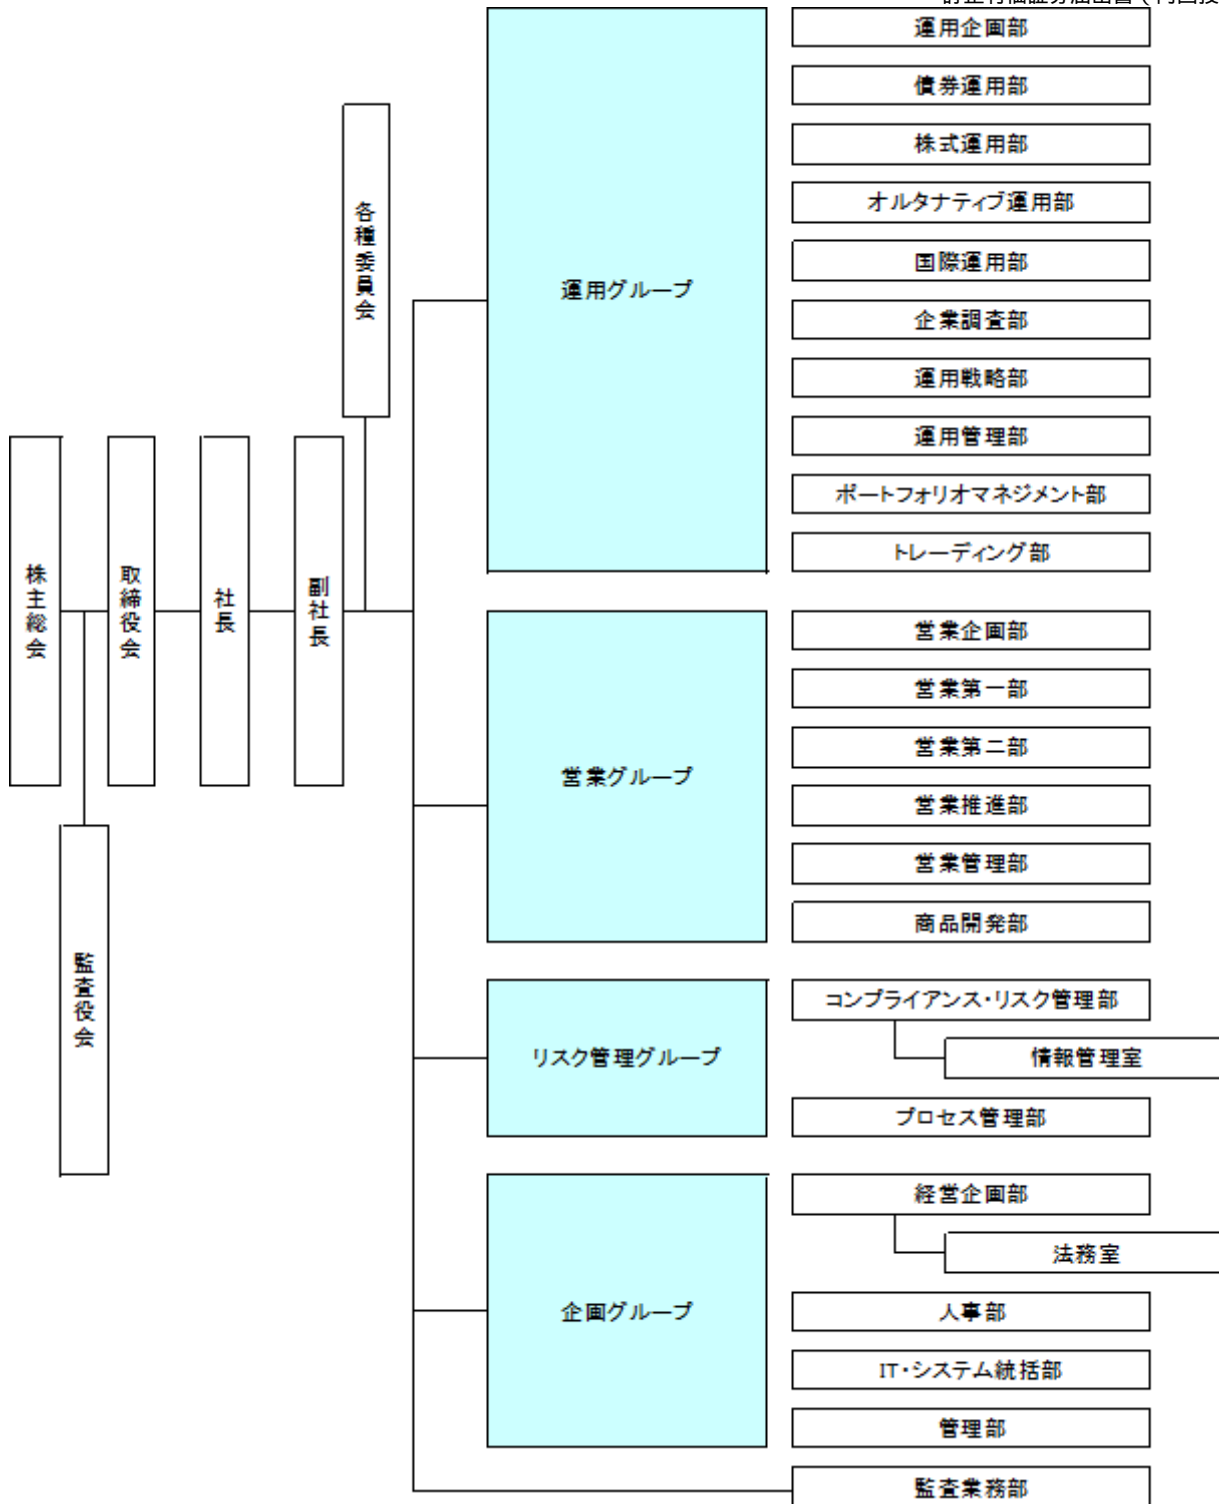 運用企画部
債券運用部
株式運用部
オルタナティブ運用部
国際運用部
企業調査部
運用戦略部
運用管理部
ポートフォリオマネジメント部
トレーディング部
各種委員会
運用グループ
株主総会
取締役会
社長
副社長
監査役会
営業グループ
営業企画部
営業第一部
営業第二部
営業推進部
営業管理部
商品開発部
リスク管理グループ
コンプライアンス・リスク管理部
情報管理室
プロセス管理部
企画グループ
経営企画部
法務室
人事部
IT・システム統括部
管理部
監査業務部